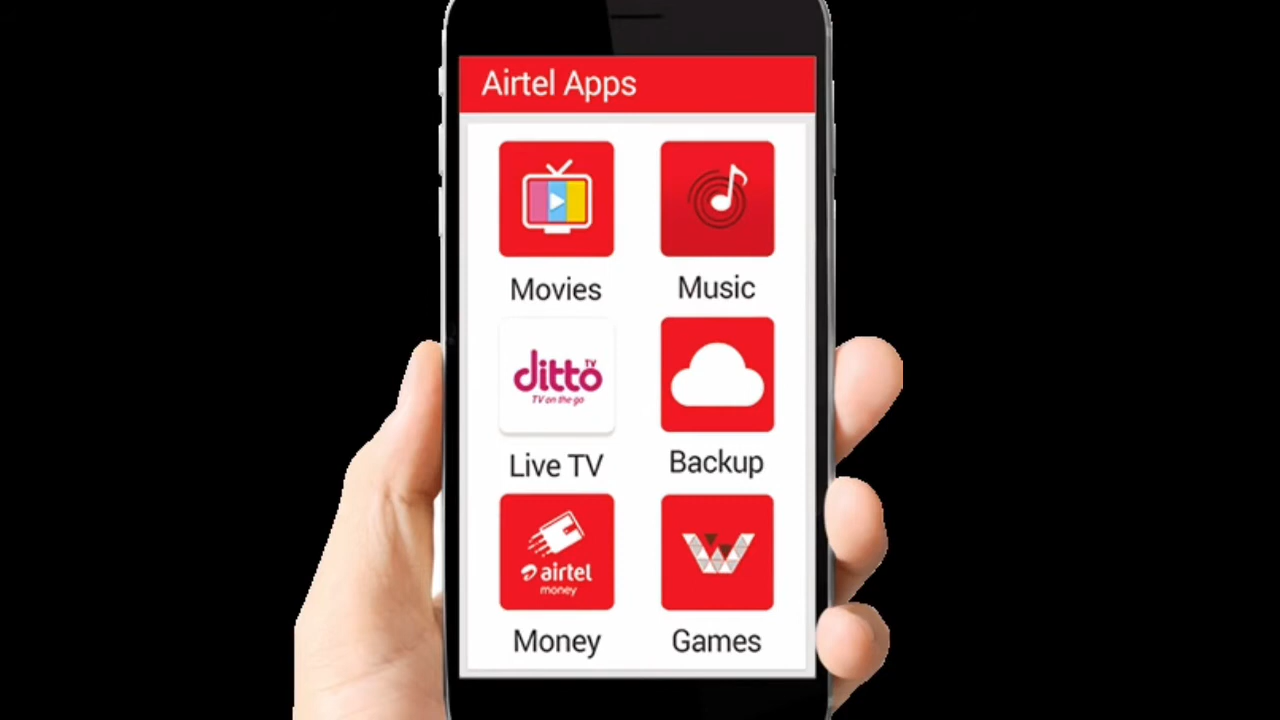 Airtel Apps
Movies
Music
ditto TV
TV on the go
Live TV
Backup
airtel
money
Money
Games